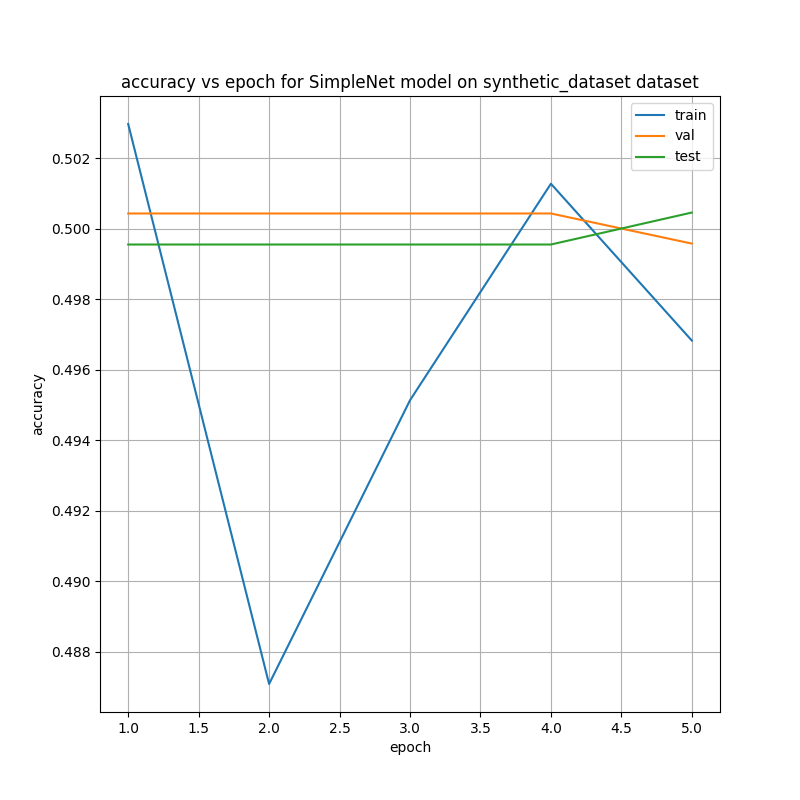 accuracy vs epoch for SimpleNet model on synthetic_dataset dataset
train
val
test
0.502
0.500
0.498
0.496
0.494
0.492
0.490
0.488
accuracy
1.0 1.5 2.0 2.5 3.0 3.5 4.0 4.5 5.0
epoch